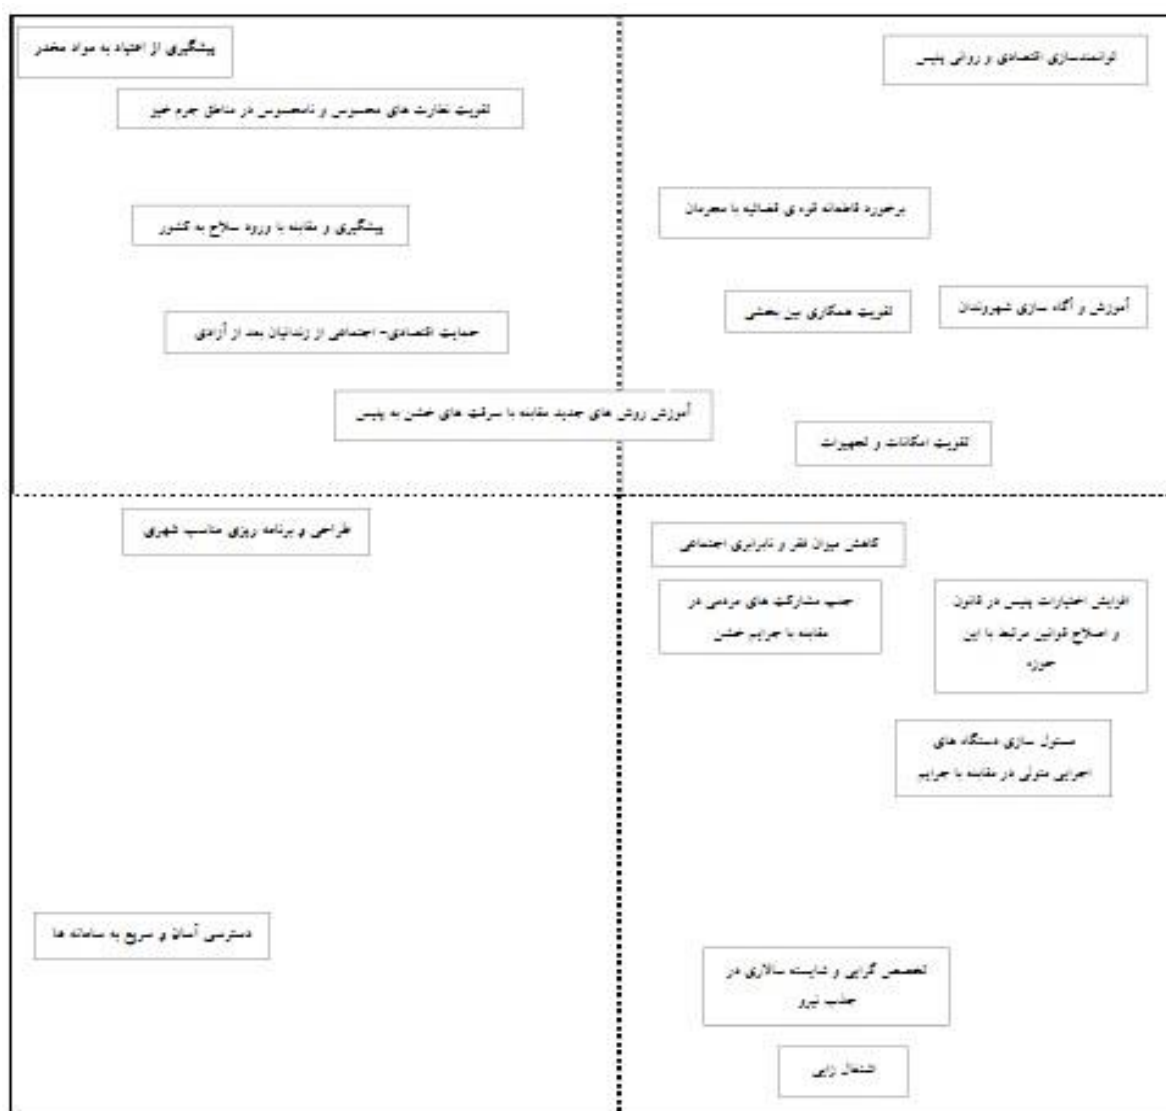 توانمندسازی اقتصادی و روانی پلیس
پیشگیری از اعتیاد به مواد مخدر
تقویت نظارت های محسوس و نامحسوس در مناطق جرم خیز
برخورد قاطعانه قوه ی قضائیه با مجرمان
پیشگیری و مقابله با ورود سلاح به کشور
آموزش و آگاه سازی شهروندان
تقویت همکاری بین بخشی
حمایت اقتصادی- اجتماعی از زندانیان بعد از آزادی
آموزش روش های جدید مقابله با سرقت های خشن به پلیس
تقویت امکانات و تجهیزات
کاهش میزان فقر و نابرابری اجتماعی
طراحی و برنامه ریزی مناسب شهری
افزایش اختیارات پلیس در قانون
و اصلاح قوانین مرتبط با این
حوزه
جلب مشارکت های مردمی در
مقابله با جرایم خشن
مسئول سازی دستگاه های
اجرایی متولی در مقابله با جرایم
دسترسی آسان و سریع به سامانه ها
تخصص گرایی و شایسته سالاری در
جذب نیرو
اشتغال زایی